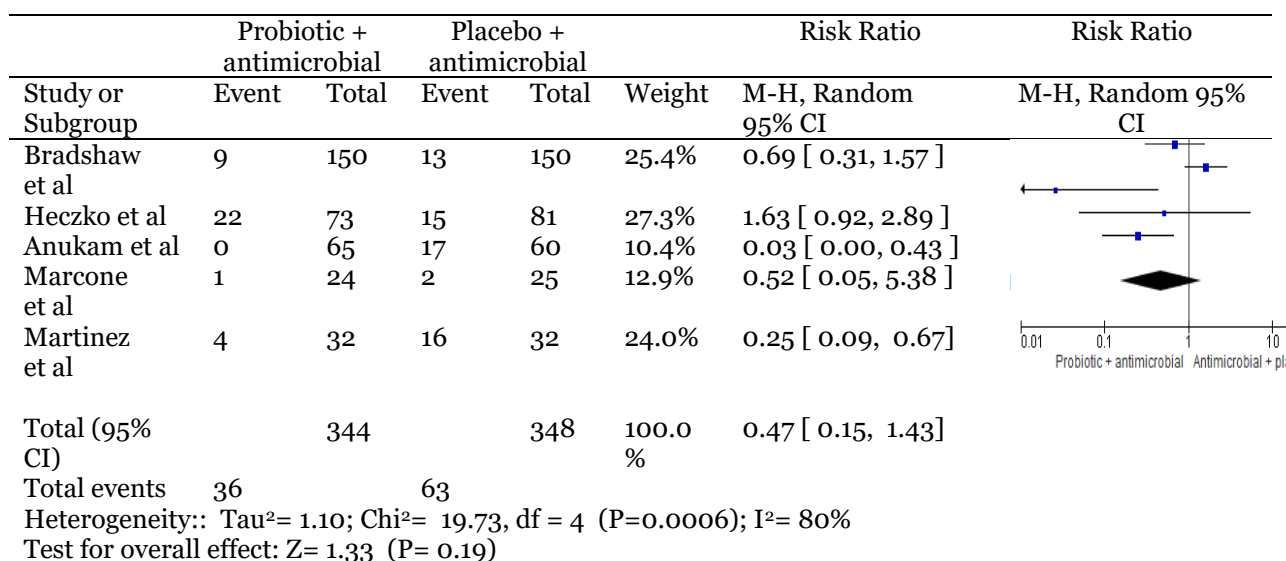 Probiotic + antimicrobial Placebo + antimicrobial Risk Ratio Risk Ratio
Study or Subgroup Event Total Event Total Weight M-H, Random 95% CI M-H, Random 95% CI
Bradshaw et al 9 150 13 150 25.4% 0.69 [ 0.31, 1.57 ]
Heczko et al 22 73 15 81 27.3% 1.63 [ 0.92, 2.89 ]
Anukam et al 0 65 17 60 10.4% 0.03 [ 0.00, 0.43 ]
Marcone et al 1 24 2 25 12.9% 0.52 [ 0.05, 5.38 ]
Martinez et al 4 32 16 32 24.0% 0.25 [ 0.09, 0.67]
0.01 0.1 1 10
Probiotic + antimicrobial Antimicrobial + pla
Total (95% CI) 344 348 100.0 % 0.47 [ 0.15, 1.43]
Total events 36 63
Heterogeneity:: Tau²= 1.10; Chi²= 19.73, df = 4 (P=0.0006); I²= 80%
Test for overall effect: Z= 1.33 (P= 0.19)